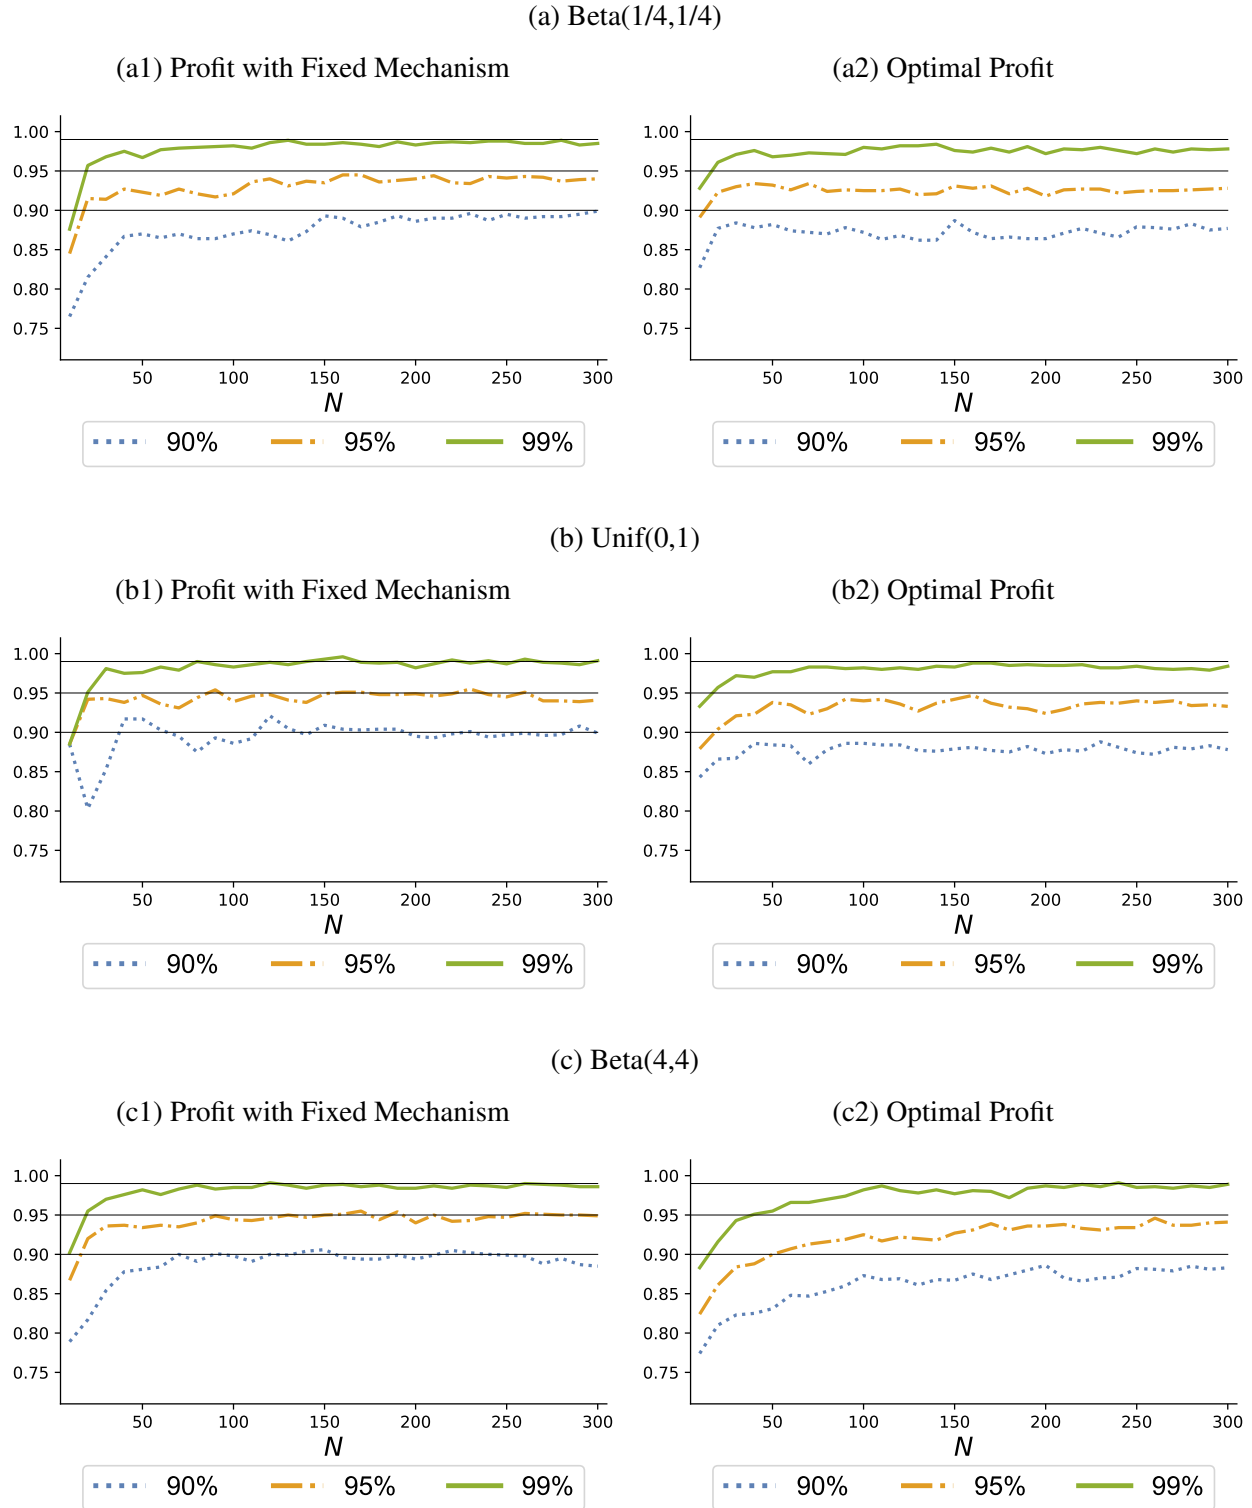 (a) Beta(1/4,1/4)
(a1) Profit with Fixed Mechanism
(a2) Optimal Profit
1.00
0.95
0.90
0.85
0.80
0.75
50 100 150 200 250 300
N
90% 95% 99%
1.00
0.95
0.90
0.85
0.80
0.75
50 100 150 200 250 300
N
90% 95% 99%
(b) Unif(0,1)
(b1) Profit with Fixed Mechanism
(b2) Optimal Profit
1.00
0.95
0.90
0.85
0.80
0.75
50 100 150 200 250 300
N
90% 95% 99%
1.00
0.95
0.90
0.85
0.80
0.75
50 100 150 200 250 300
N
90% 95% 99%
(c) Beta(4,4)
(c1) Profit with Fixed Mechanism
(c2) Optimal Profit
1.00
0.95
0.90
0.85
0.80
0.75
50 100 150 200 250 300
N
90% 95% 99%
1.00
0.95
0.90
0.85
0.80
0.75
50 100 150 200 250 300
N
90% 95% 99%